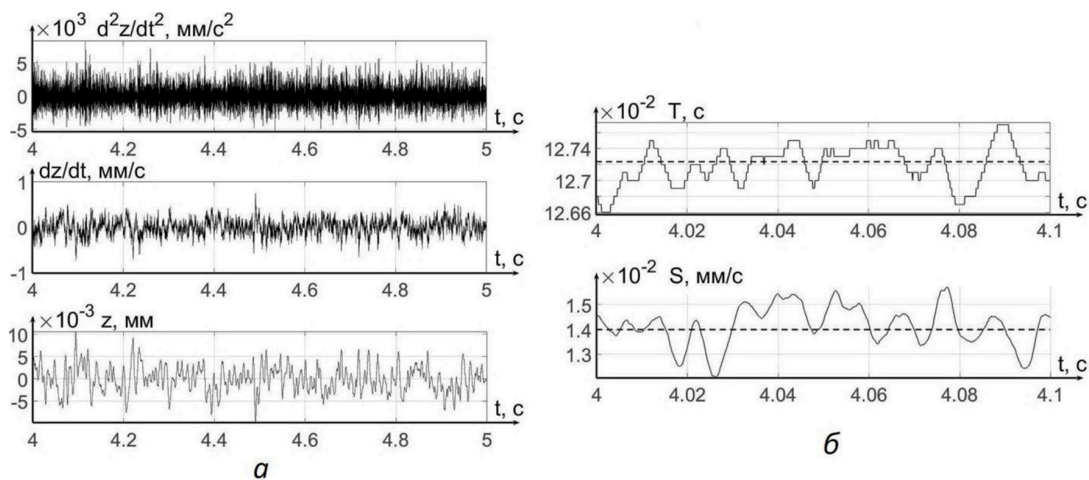 ×10³ d²z/dt², мм/с²
5
0
-5
t, с
4 4.2 4.4 4.6 4.8 5
dz/dt, мм/с
1
0
-1
t, с
4 4.2 4.4 4.6 4.8 5
×10⁻³ z, мм
10
5
0
-5
t, с
4 4.2 4.4 4.6 4.8 5
а
×10⁻² T, с
12.74
12.7
12.66
t, с
4 4.02 4.04 4.06 4.08 4.1
×10⁻² S, мм/с
1.5
1.4
1.3
t, с
4 4.02 4.04 4.06 4.08 4.1
б